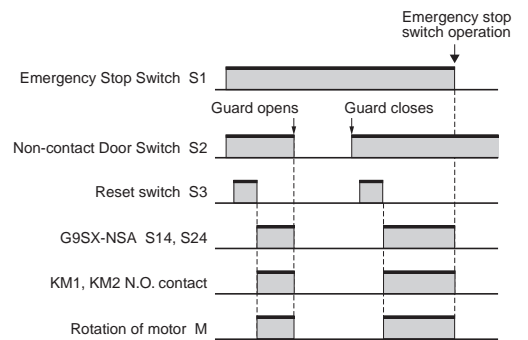 Emergency stop
switch operation
Emergency Stop Switch S1
Guard opens
Guard closes
Non-contact Door Switch S2
Reset switch S3
G9SX-NSA S14, S24
KM1, KM2 N.O. contact
Rotation of motor M